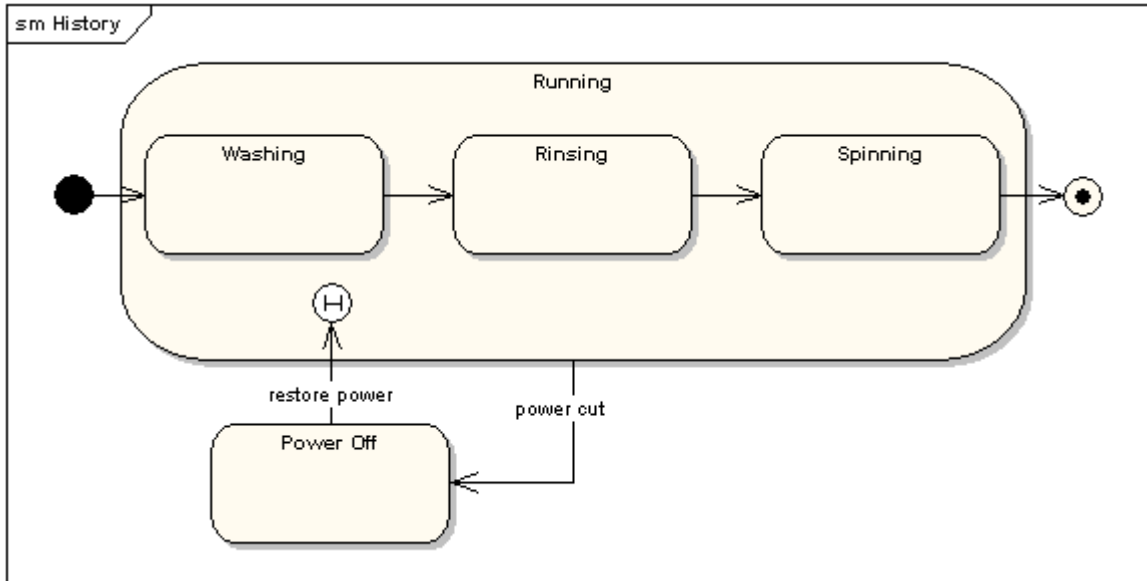 sm History
Running
Washing
Rinsing
Spinning
H
restore power
power cut
Power Off